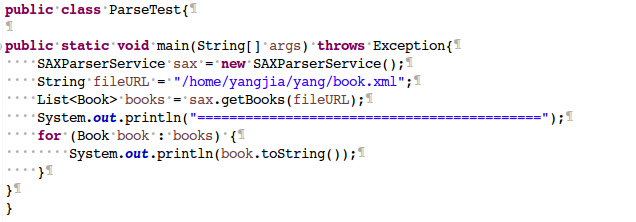 public class ParseTest{

public static void main(String[] args) throws Exception{
    SAXParserService sax = new SAXParserService();
    String fileURL = "/home/yangjia/yang/book.xml";
    List<Book> books = sax.getBooks(fileURL);
    System.out.println("===========================================");
    for (Book book : books) {
        System.out.println(book.toString());
    }
}
}